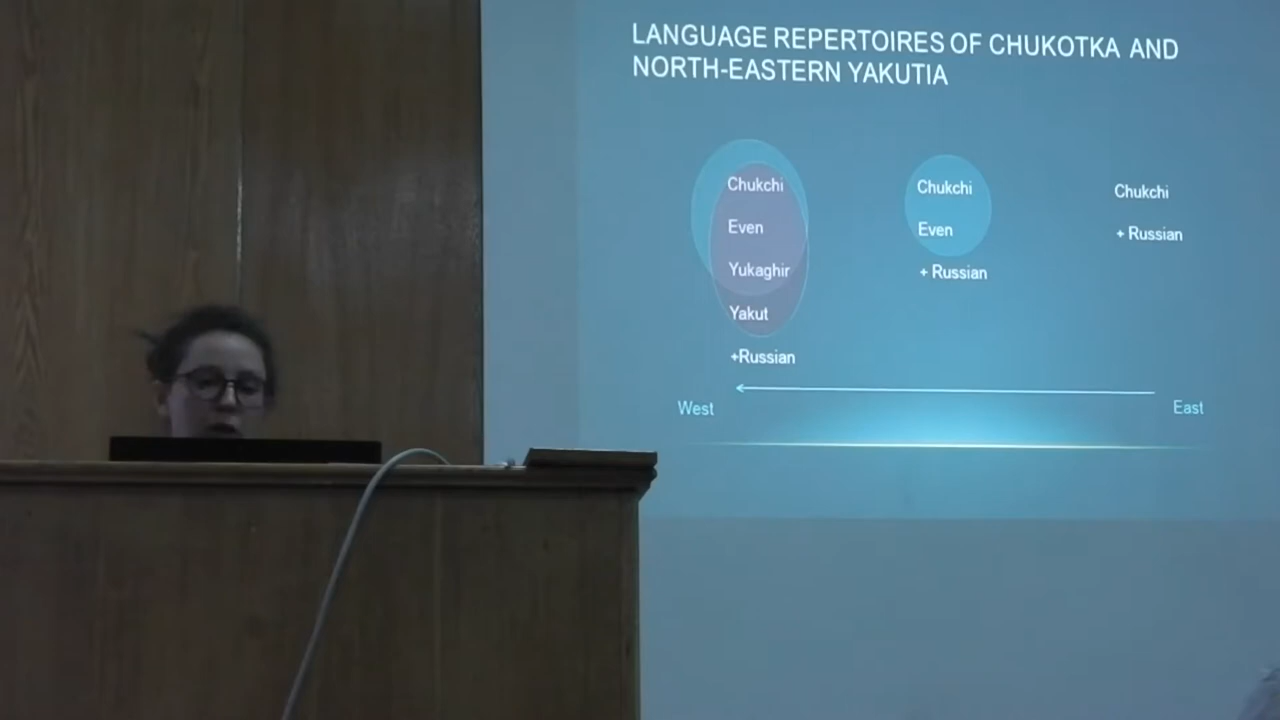 LANGUAGE REPERTOIRES OF CHUKOTKA AND
NORTH-EASTERN YAKUTIA
Chukchi
Even
Yukaghir
Yakut
+Russian
Chukchi
Even
+ Russian
Chukchi
+ Russian
West
East